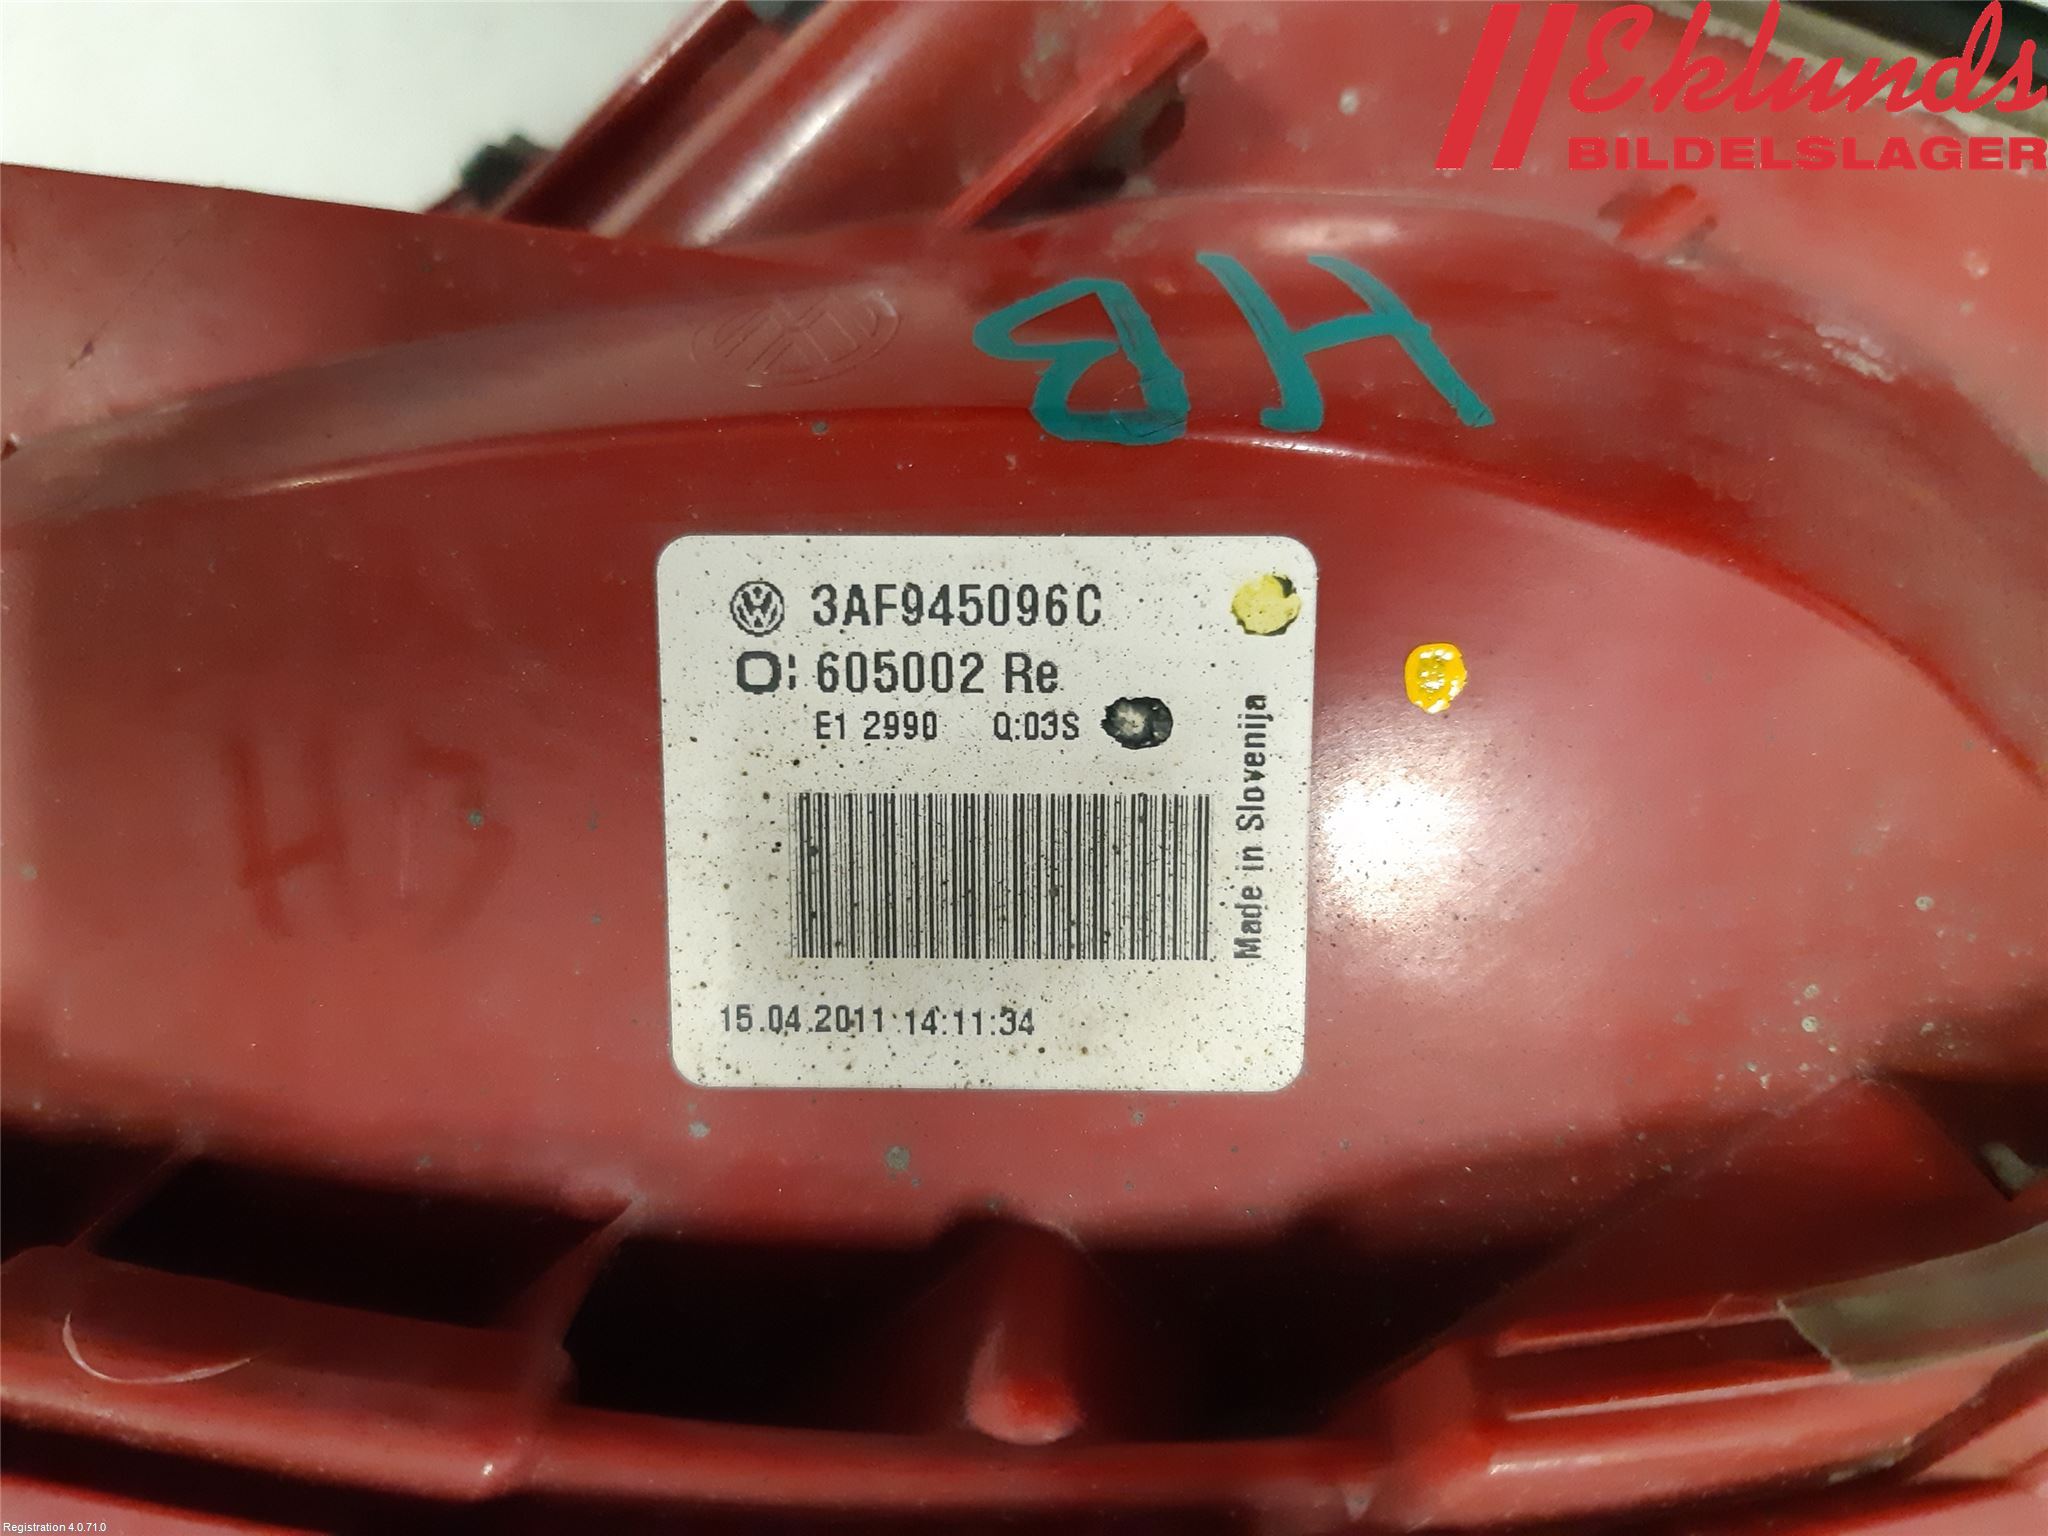 Eklunds
BILDELSLAGER
HB
3AF945096C
605002 Re
E1 2990 Q:03S
HB
Made in Slovenija
15.04.2011 14:11:34
Registration 4.0.71.0